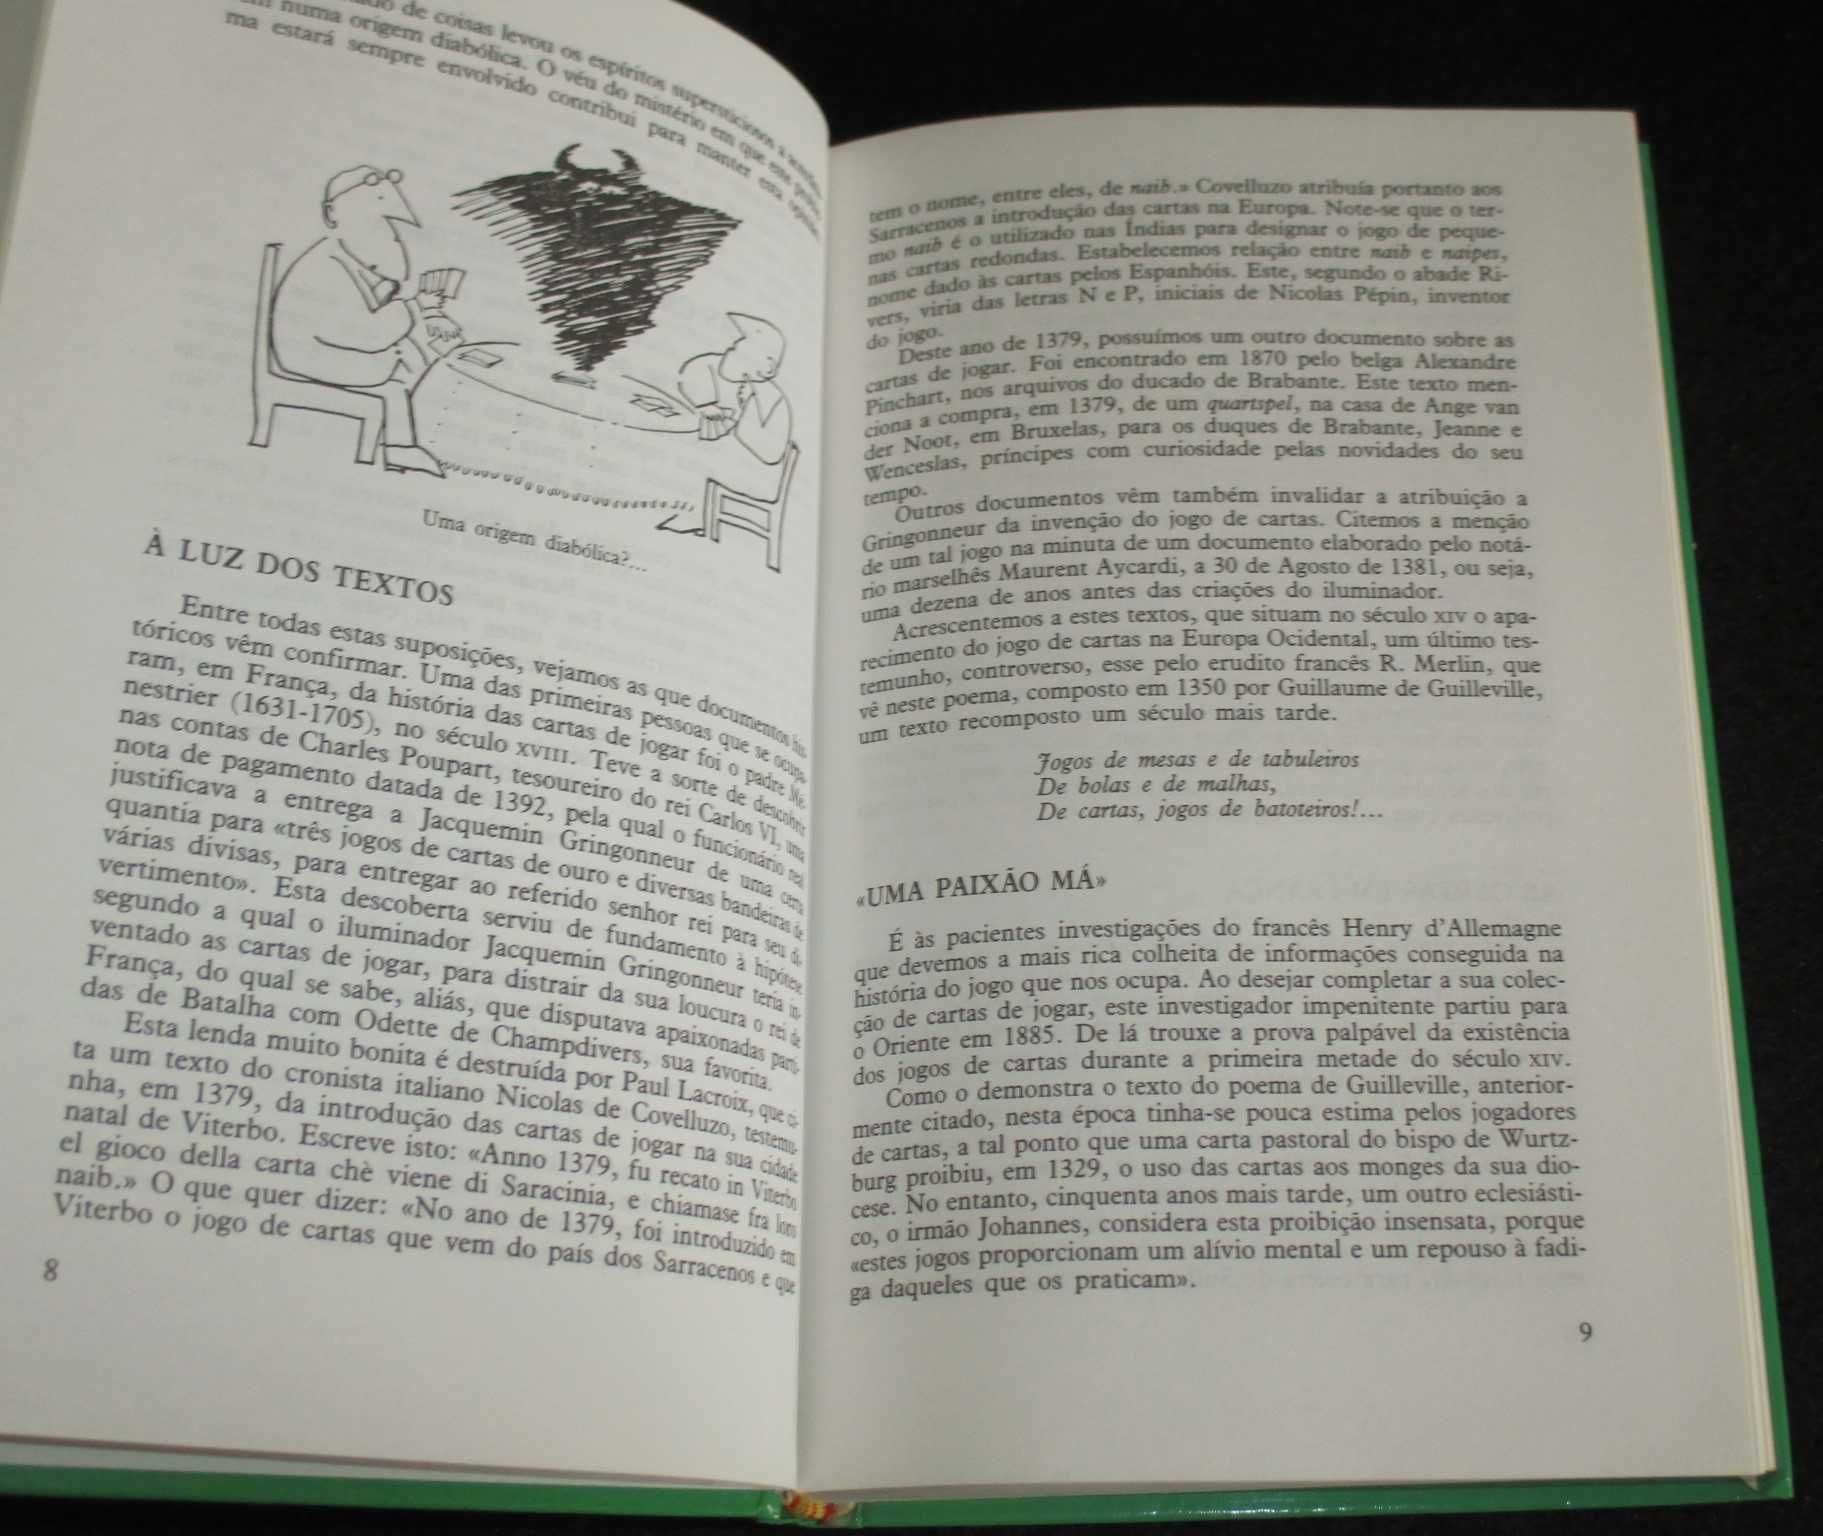 de coisas levou os espíritos supersticiosos a
numa origem diabólica. O véu do mistério em que este
ma estará sempre envolvido contribui para manter esta
Uma origem diabólica?...
À LUZ DOS TEXTOS
Entre todas estas suposições, vejamos as que documentos his-
tóricos vêm confirmar. Uma das primeiras pessoas que se ocupa-
ram, em França, da história das cartas de jogar foi o padre Me-
nestrier (1631-1705), no século XVIII. Teve a sorte de descobrir
nas contas de Charles Poupart, tesoureiro do rei Carlos VI, uma
nota de pagamento datada de 1392, pela qual o funcionário real
justificava a entrega a Jacquemin Gringonneur de uma certa
quantia para «três jogos de cartas de ouro e diversas bandeiras de
várias divisas, para entregar ao referido senhor rei para seu di-
vertimento». Esta descoberta serviu de fundamento à hipótese
segundo a qual o iluminador Jacquemin Gringonneur teria in-
ventado as cartas de jogar, para distrair da sua loucura o rei de
França, do qual se sabe, aliás, que disputava apaixonadas parti-
das de Batalha com Odette de Champdivers, sua favorita.
Esta lenda muito bonita é destruída por Paul Lacroix, que ci-
ta um texto do cronista italiano Nicolas de Covelluzo, testemu-
nha, em 1379, da introdução das cartas de jogar na sua cidade
natal de Viterbo. Escreve isto: «Anno 1379, fu recato in Viterbo
el gioco della carta chè viene di Saracinia, e chiamase fra loro
naib.» O que quer dizer: «No ano de 1379, foi introduzido em
Viterbo o jogo de cartas que vem do país dos Sarracenos e que
8
tem o nome, entre eles, de naib.» Covelluzo atribuía portanto aos
Sarracenos a introdução das cartas na Europa. Note-se que o ter-
mo naib é o utilizado nas Índias para designar o jogo de peque-
nas cartas redondas. Estabelecemos relação entre naib e naipes,
nome dado às cartas pelos Espanhóis. Este, segundo o abade Ri-
vers, viria das letras N e P, iniciais de Nicolas Pépin, inventor
do jogo.
Deste ano de 1379, possuímos um outro documento sobre as
cartas de jogar. Foi encontrado em 1870 pelo belga Alexandre
Pinchart, nos arquivos do ducado de Brabante. Este texto men-
ciona a compra, em 1379, de um quartspel, na casa de Ange van
der Noot, em Bruxelas, para os duques de Brabante, Jeanne e
Wenceslas, príncipes com curiosidade pelas novidades do seu
tempo.
Outros documentos vêm também invalidar a atribuição a
Gringonneur da invenção do jogo de cartas. Citemos a menção
de um tal jogo na minuta de um documento elaborado pelo notá-
rio marselhês Maurent Aycardi, a 30 de Agosto de 1381, ou seja,
uma dezena de anos antes das criações do iluminador.
Acrescentemos a estes textos, que situam no século XIV o apa-
recimento do jogo de cartas na Europa Ocidental, um último tes-
temunho, controverso, esse pelo erudito francês R. Merlin, que
vê neste poema, composto em 1350 por Guillaume de Guilleville,
um texto recomposto um século mais tarde.
Jogos de mesas e de tabuleiros
De bolas e de malhas,
De cartas, jogos de batoteiros!...
«UMA PAIXÃO MÁ»
É às pacientes investigações do francês Henry d'Allemagne
que devemos a mais rica colheita de informações conseguida na
história do jogo que nos ocupa. Ao desejar completar a sua colec-
ção de cartas de jogar, este investigador impenitente partiu para
o Oriente em 1885. De lá trouxe a prova palpável da existência
dos jogos de cartas durante a primeira metade do século XIV.
Como o demonstra o texto do poema de Guilleville, anterior-
mente citado, nesta época tinha-se pouca estima pelos jogadores
de cartas, a tal ponto que uma carta pastoral do bispo de Wurtz-
burg proibiu, em 1329, o uso das cartas aos monges da sua dio-
cese. No entanto, cinquenta anos mais tarde, um outro eclesiásti-
co, o irmão Johannes, considera esta proibição insensata, porque
«estes jogos proporcionam um alívio mental e um repouso à fadi-
ga daqueles que os praticam».
9